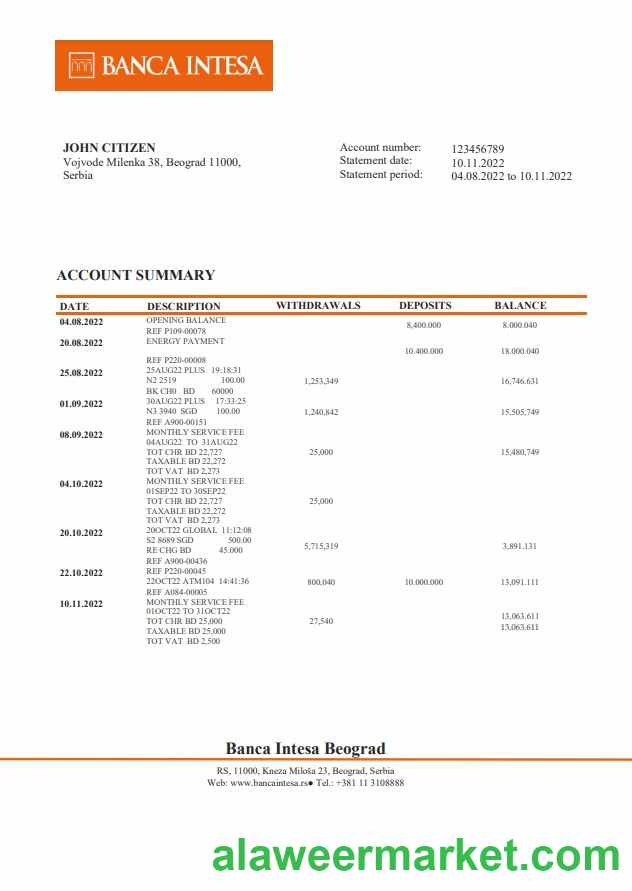 BANCA INTESA
JOHN CITIZEN
Vojvode Milenka 38, Beograd 11000,
Serbia
Account number: 123456789
Statement date: 10.11.2022
Statement period: 04.08.2022 to 10.11.2022
ACCOUNT SUMMARY
DATE DESCRIPTION WITHDRAWALS DEPOSITS BALANCE
04.08.2022 OPENING BALANCE 8,400.000 8.000.040
REF P109-00078
20.08.2022 ENERGY PAYMENT
10.400.000 18.000.040
REF P220-00008
25.08.2022 25AUG22 PLUS 19:18:31
N2 2519 100.00 1,253,349 16,746.631
BK CH0 BD 60000
01.09.2022 30AUG22 PLUS 17:33:25
N3 3940 SGD 100.00 1,240,842 15,505,749
REF A900-00151
08.09.2022 MONTHLY SERVICE FEE
04AUG22 TO 31AUG22
TOT CHR BD 22,727 25,000 15,480,749
TAXABLE BD 22,272
TOT VAT BD 2,273
04.10.2022 MONTHLY SERVICE FEE
01SEP22 TO 30SEP22
TOT CHR BD 22,727 25,000
TAXABLE BD 22,272
TOT VAT BD 2,273
20.10.2022 20OCT22 GLOBAL 11:12:08
S2 8689 SGD 500.00
RE CHG BD 45.000 5,715,319 3,891.131
REF A900-00436
22.10.2022 REF P220-00045
22OCT22 ATM104 14:41:36 800,040 10.000.000 13,091.111
REF A084-00005
10.11.2022 MONTHLY SERVICE FEE
01OCT22 TO 31OCT22 13,063.611
TOT CHR BD 25,000 27,540
TAXABLE BD 25,000 13,063.611
TOT VAT BD 2,500
Banca Intesa Beograd
RS, 11000, Kneza Miloša 23, Beograd, Serbia
Web: www.bancaintesa.rs● Tel.: +381 11 3108888
alaweermarket.com